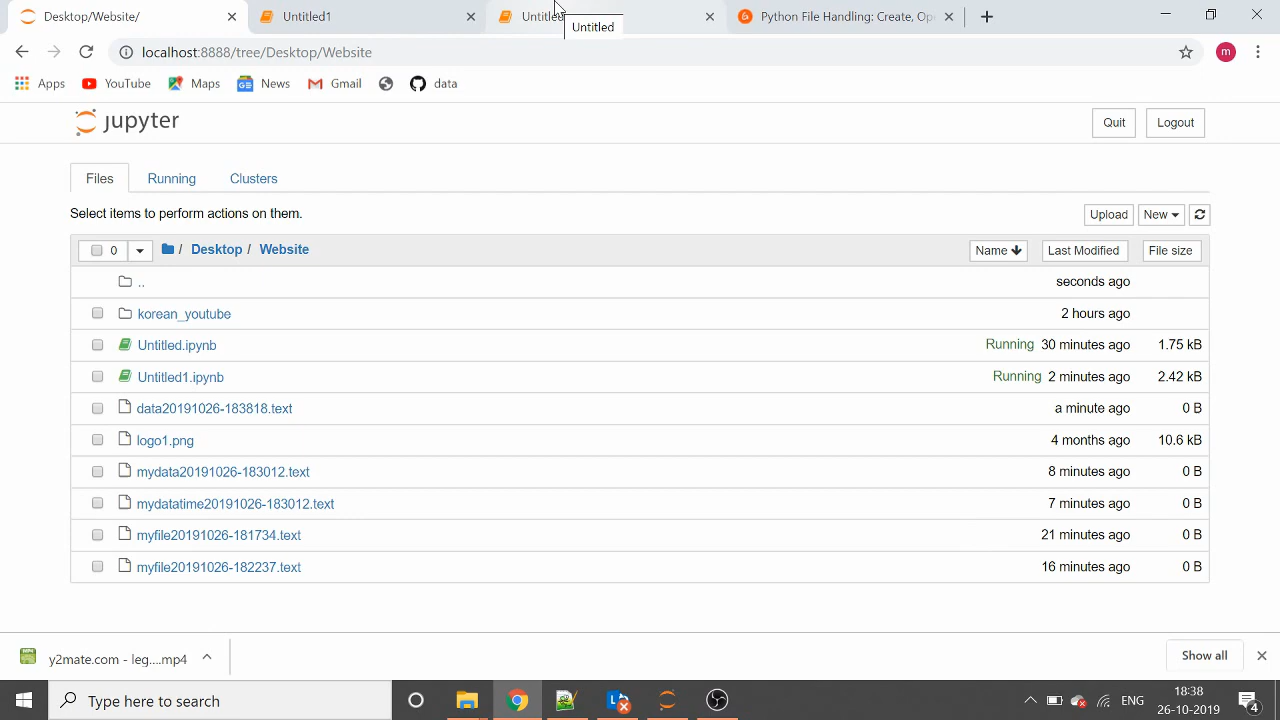 Desktop/Website/
Untitled1
Untitled
Python File Handling: Create, Op
Untitled
localhost:8888/tree/Desktop/Website
m
Apps
YouTube
Maps
News
Gmail
data
jupyter
Quit
Logout
Files
Running
Clusters
Select items to perform actions on them.
Upload
New
0
/ Desktop / Website
Name
Last Modified
File size
..
seconds ago
korean_youtube
2 hours ago
Untitled.ipynb
Running 30 minutes ago
1.75 kB
Untitled1.ipynb
Running 2 minutes ago
2.42 kB
data20191026-183818.text
a minute ago
0 B
logo1.png
4 months ago
10.6 kB
mydata20191026-183012.text
8 minutes ago
0 B
mydatatime20191026-183012.text
7 minutes ago
0 B
myfile20191026-181734.text
21 minutes ago
0 B
myfile20191026-182237.text
16 minutes ago
0 B
y2mate.com - leg....mp4
Show all
Type here to search
ENG
18:38
26-10-2019
4